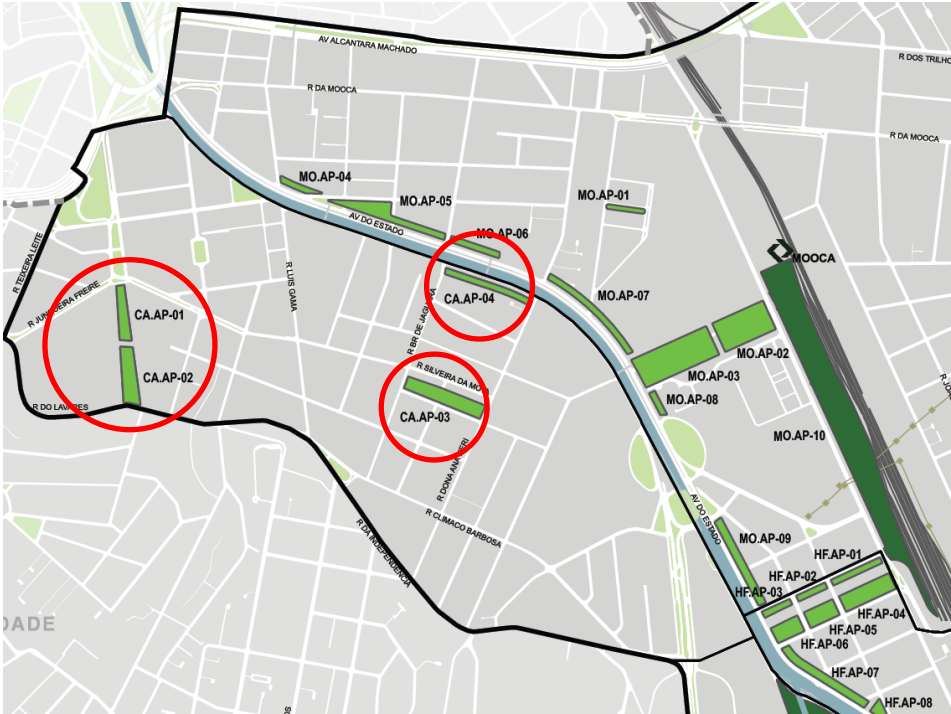 AV ALCANTARA MACHADO
R DOS TRILHO
R DA MOOCA
R DA MOOCA
MO.AP-04
MO.AP-05
MO.AP-01
AV DO ESTADO
MO.AP-06
R TEIXEIRA LEITE
R LUIS GAMA
MOOCA
R JUNQUEIRA FREIRE
CA.AP-01
CA.AP-04
MO.AP-07
R BR DE JAGUARA
MO.AP-02
CA.AP-02
R SILVEIRA DA MO
MO.AP-03
MO.AP-08
R DO LAVAPES
CA.AP-03
MO.AP-10
R DONA ANA NERI
R CLIMACO BARBOSA
R DA INDEPENDENCIA
AV DO ESTADO
MO.AP-09
HF.AP-01
HF.AP-02
HF.AP-03
HF.AP-04
HF.AP-05
HF.AP-06
HF.AP-07
HF.AP-08
DADE